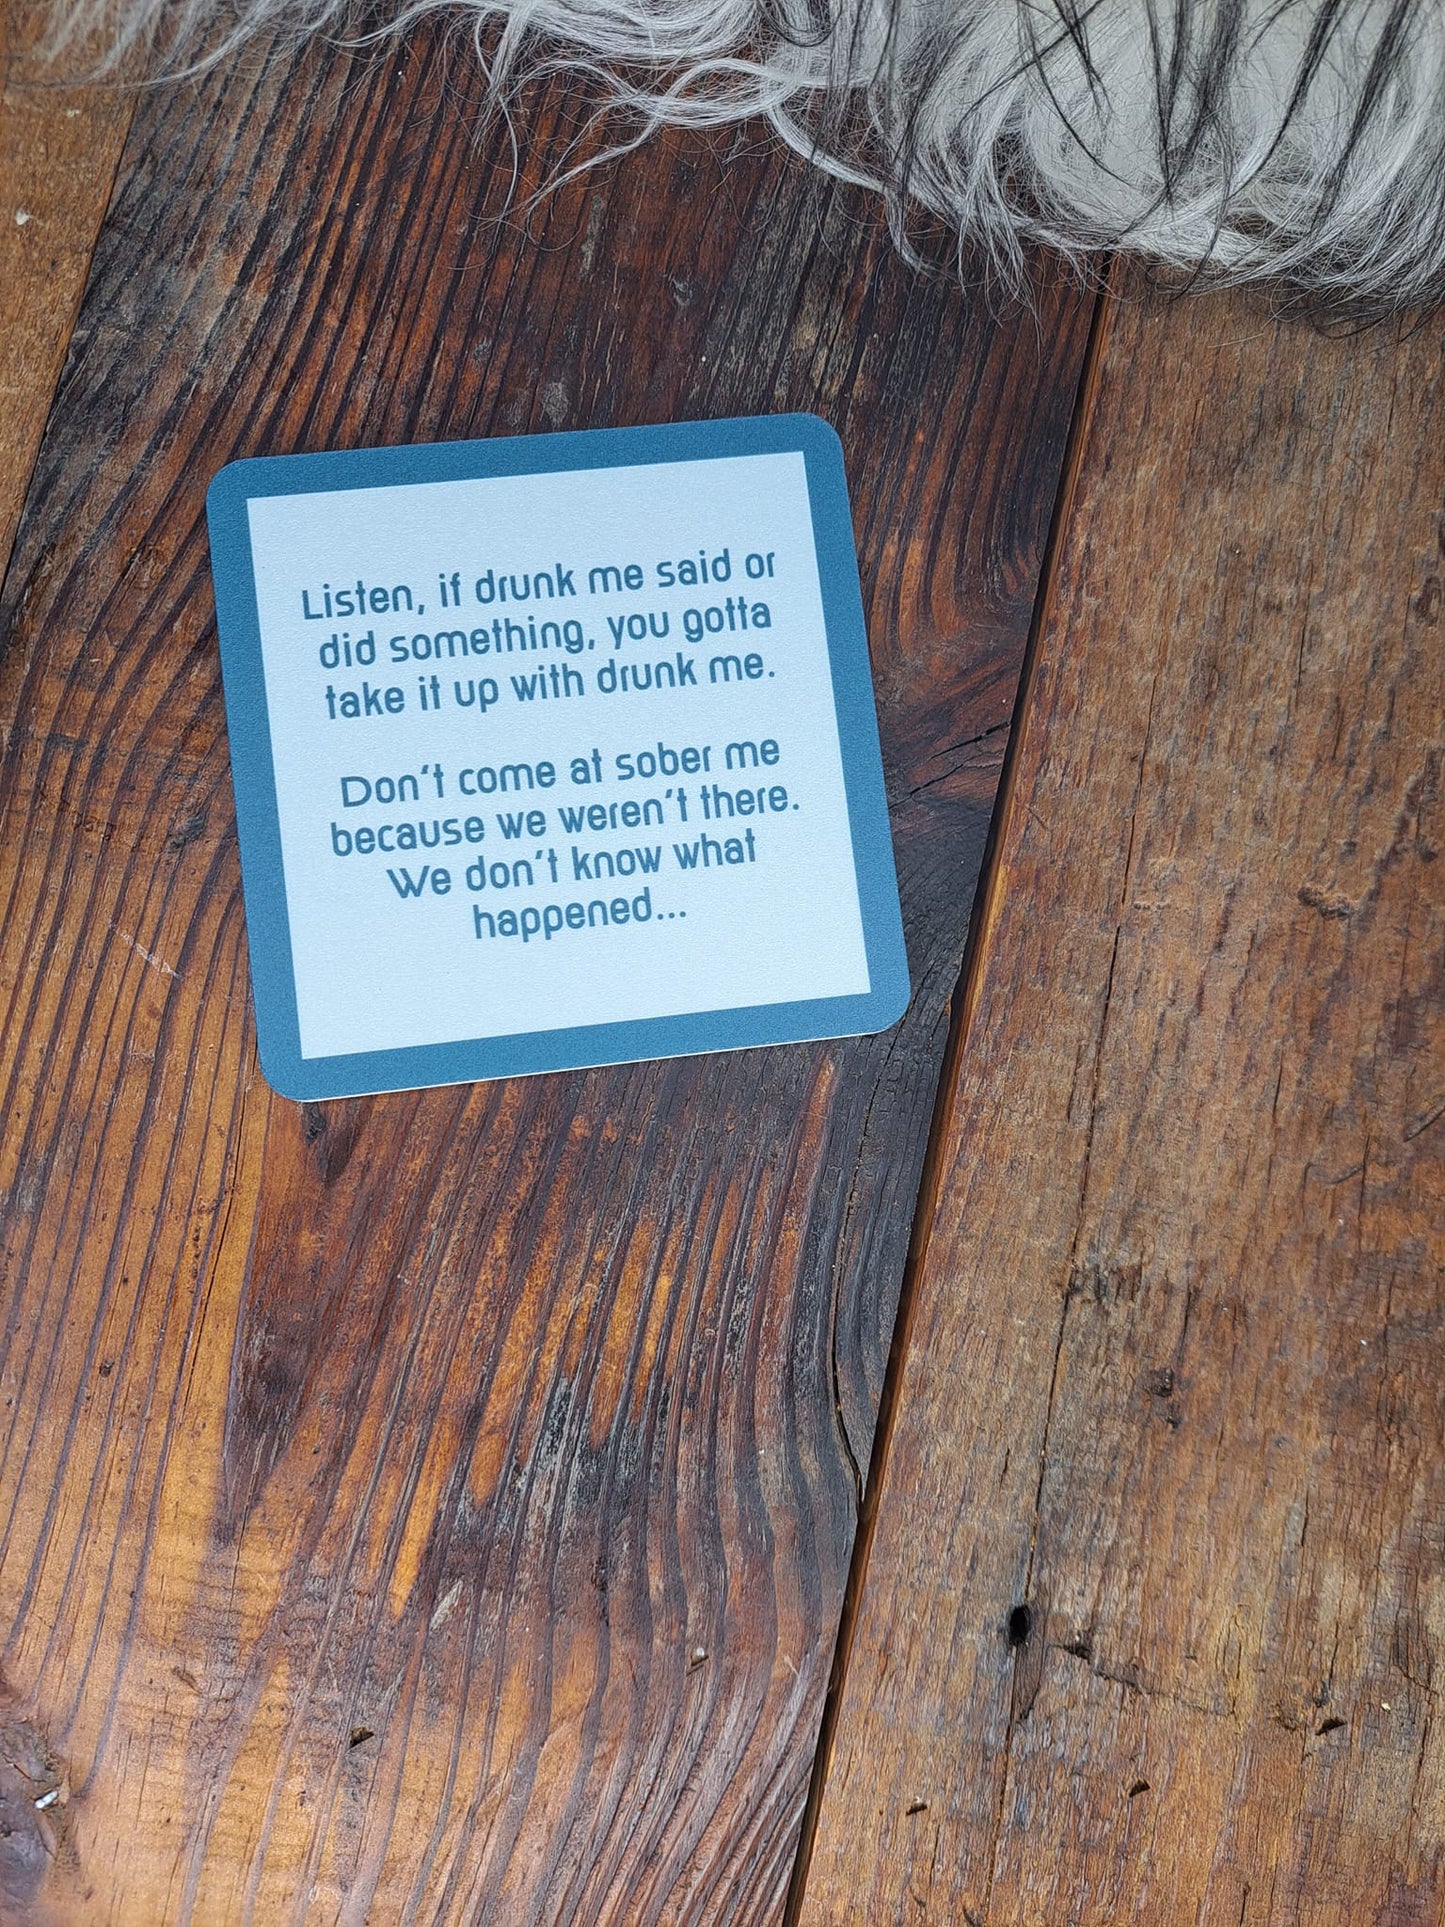 Listen, if drunk me said or
did something, you gotta
take it up with drunk me.
Don't come at sober me
because we weren't there.
We don't know what
happened...